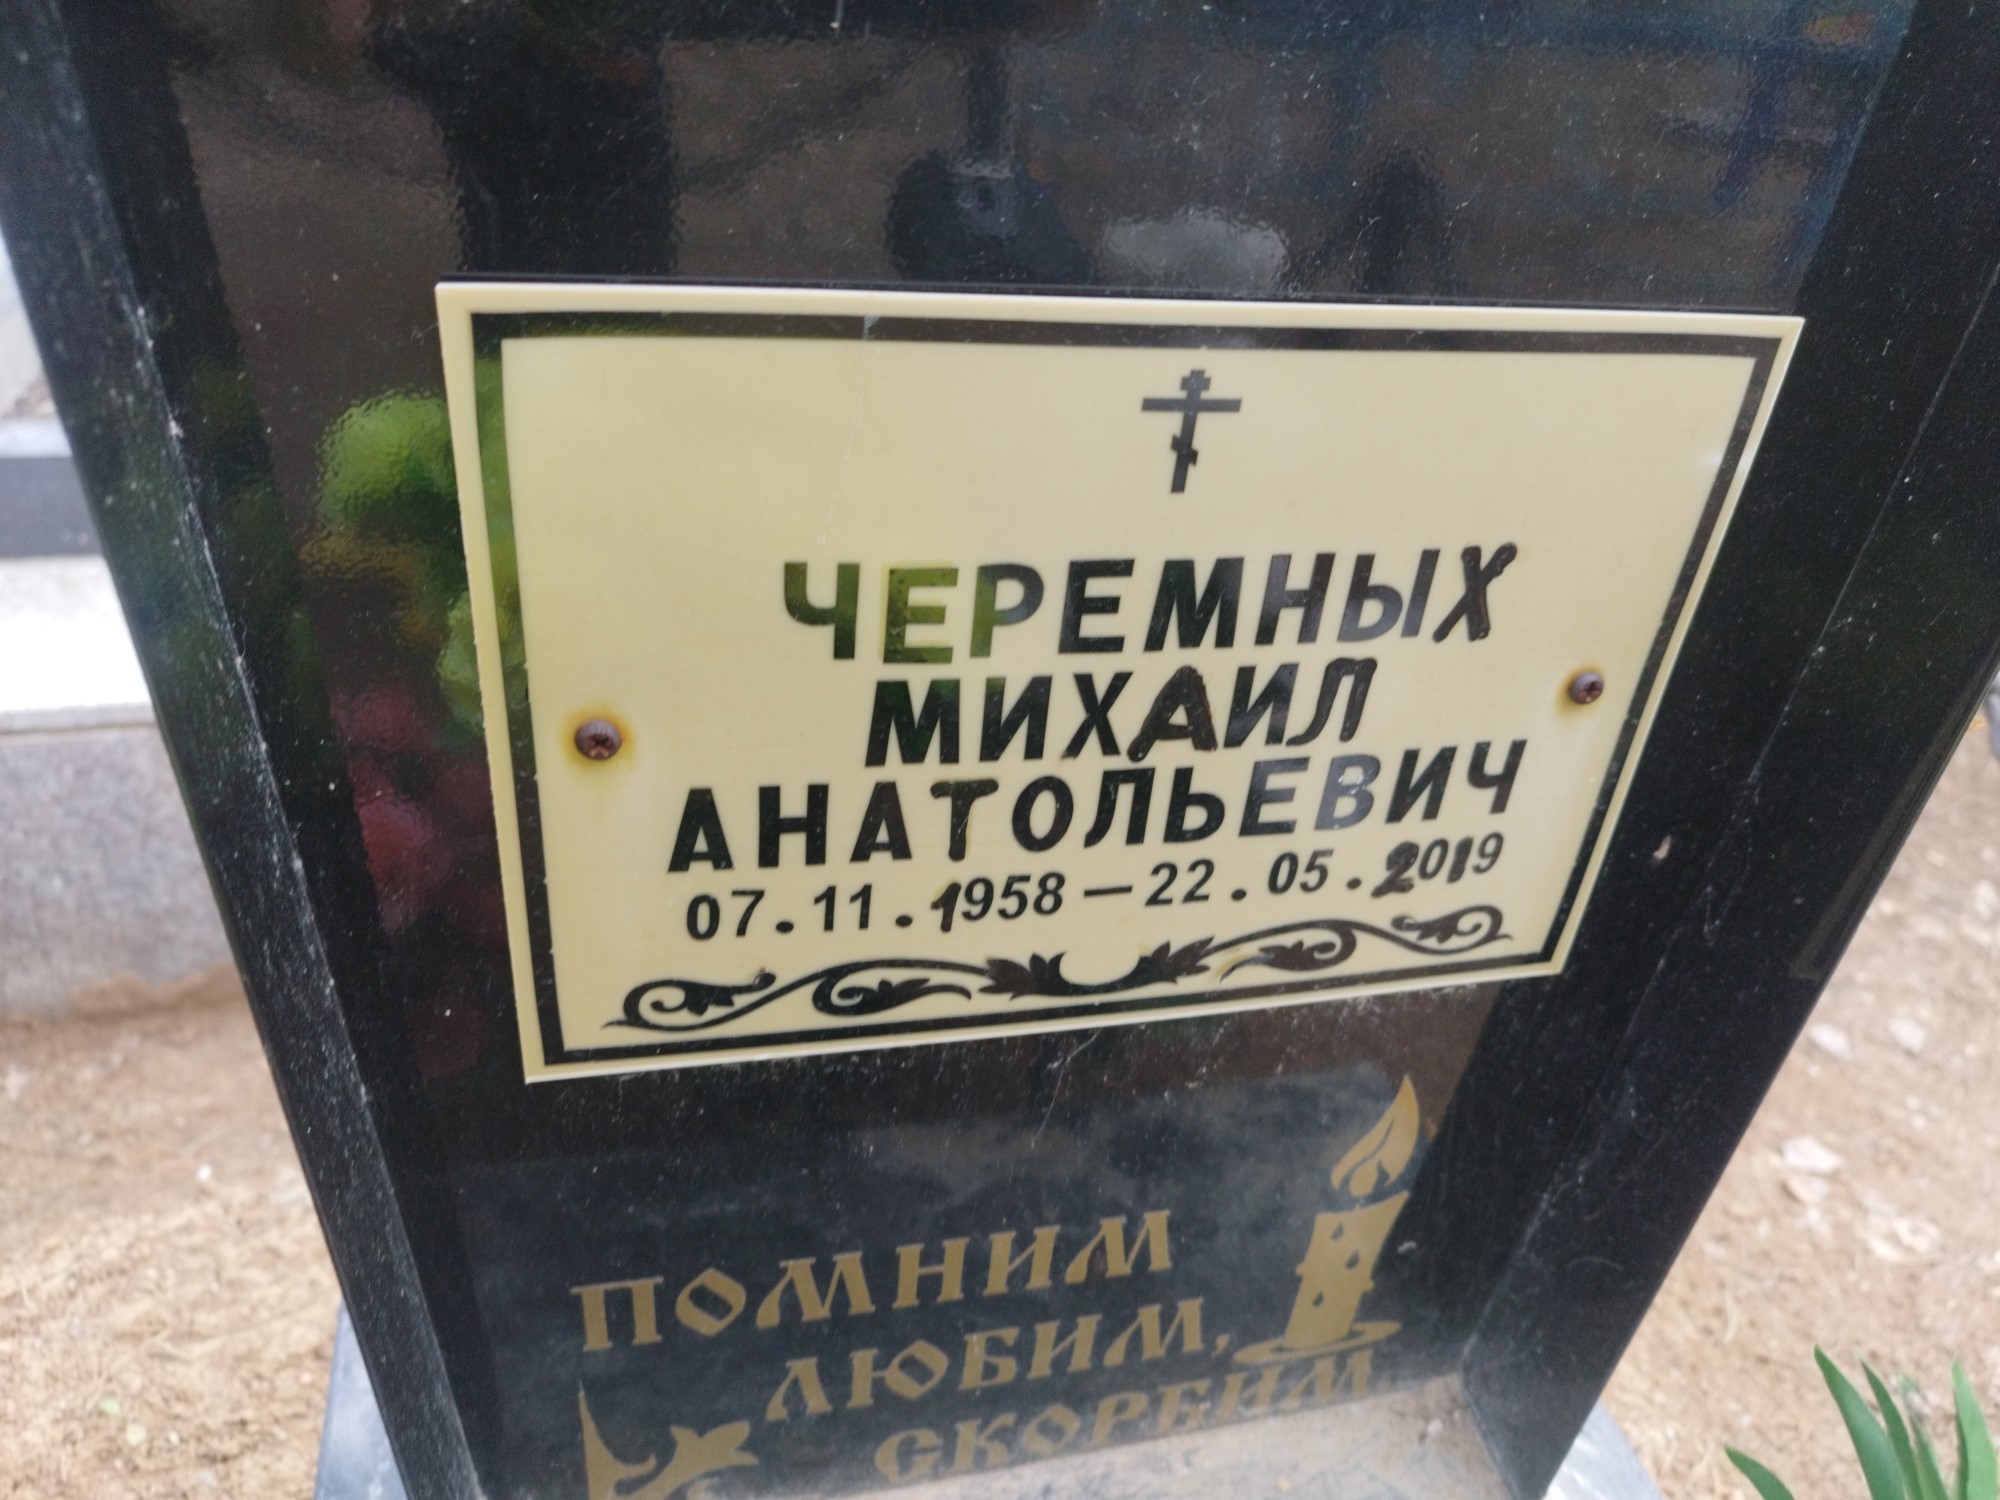 ЧЕРЕМНЫХ
МИХАИЛ
АНАТОЛЬЕВИЧ
07.11.1958—22.05.2019
ПОМНИМ
ЛЮБИМ,
СКОРБИМ